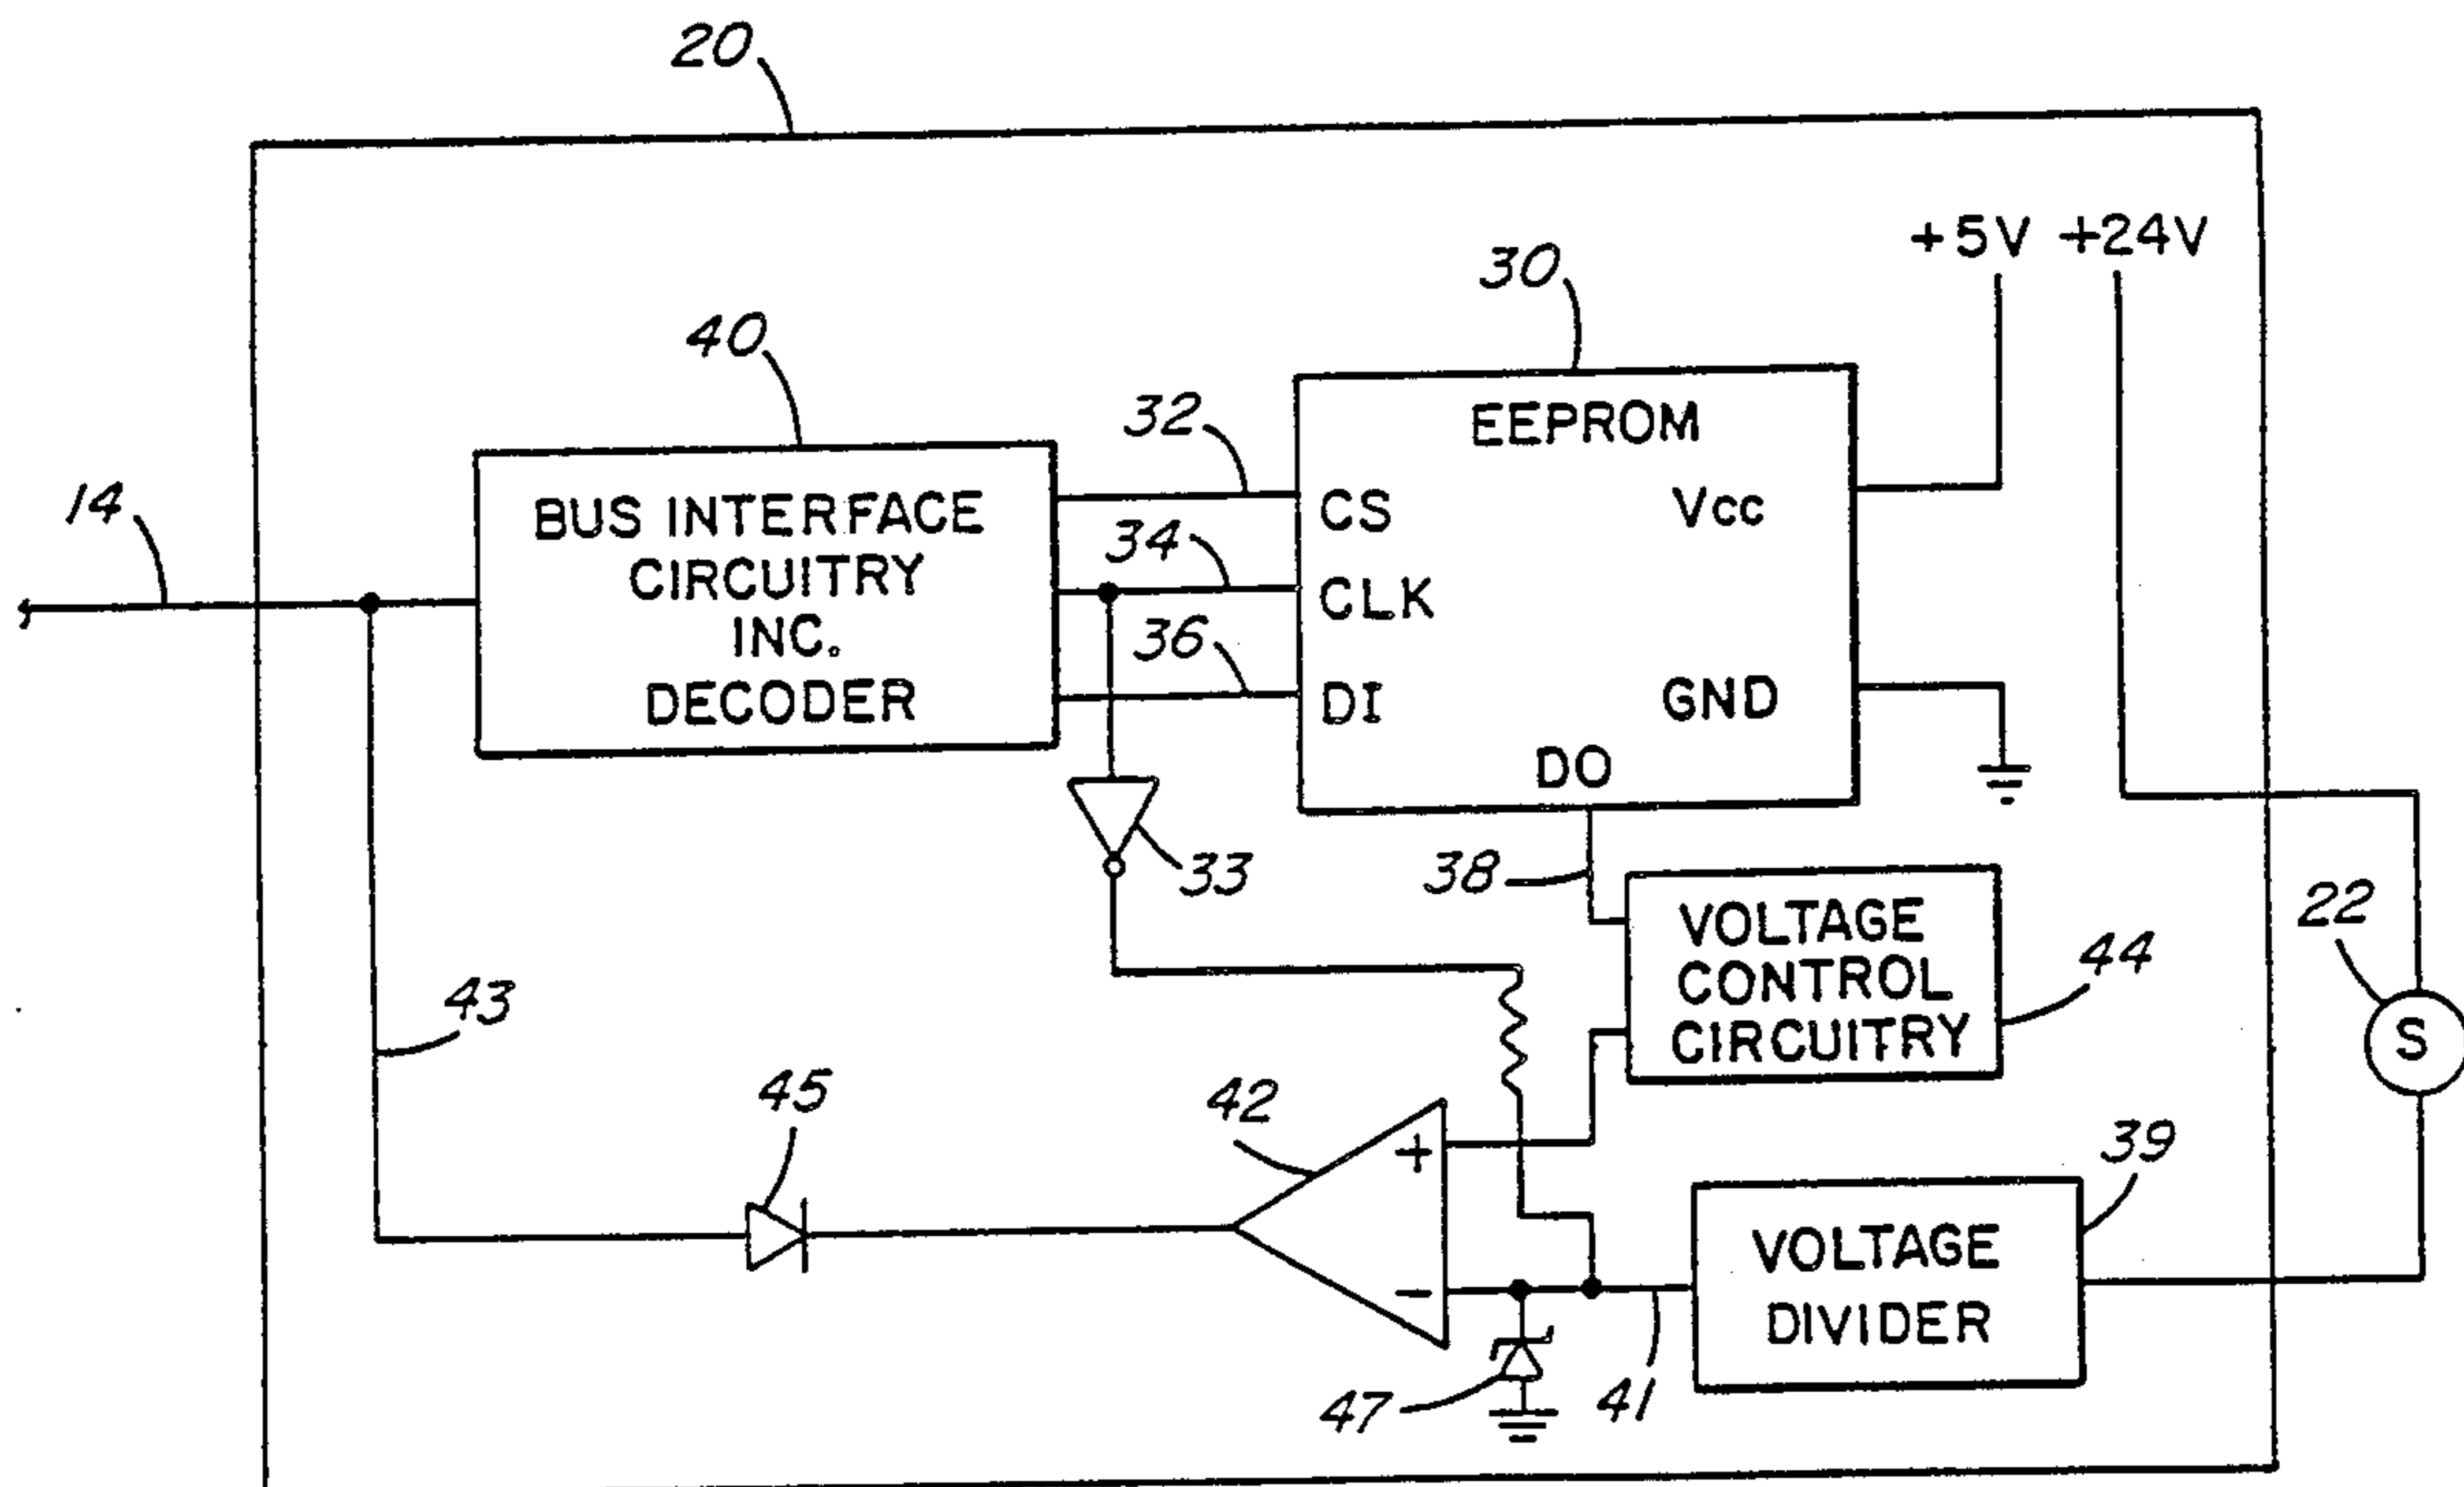 20
+5V +24V
30
40
EEPROM
32
14
BUS INTERFACE
CIRCUITRY
INC.
DECODER
CS
Vcc
34
CLK
36
DI
GND
DO
33
38
VOLTAGE
CONTROL
CIRCUITRY
22
44
S
43
45
42
+
39
VOLTAGE
DIVIDER
−
47
41